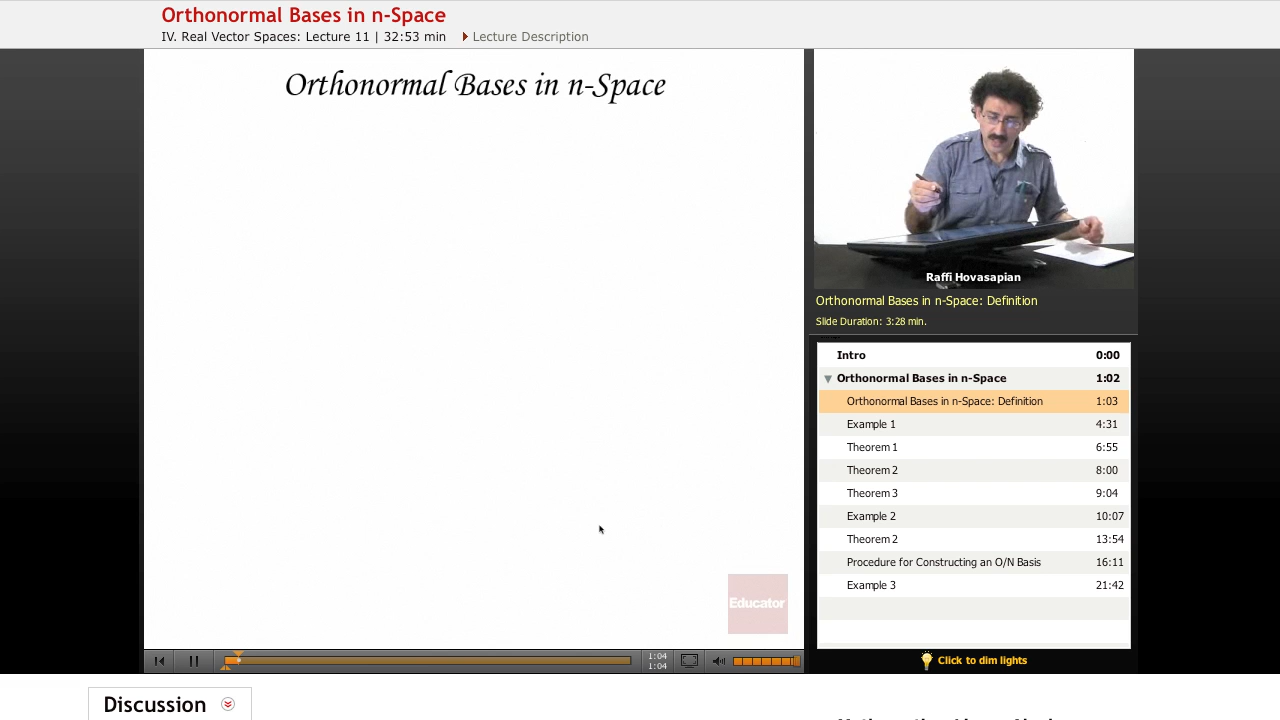 Orthonormal Bases in n-Space
IV. Real Vector Spaces: Lecture 11 | 32:53 min Lecture Description
Orthonormal Bases in n-Space
Educator
1:04
1:04
Raffi Hovasapian
Orthonormal Bases in n-Space: Definition
Slide Duration: 3:28 min.
Intro 0:00
Orthonormal Bases in n-Space 1:02
Orthonormal Bases in n-Space: Definition 1:03
Example 1 4:31
Theorem 1 6:55
Theorem 2 8:00
Theorem 3 9:04
Example 2 10:07
Theorem 2 13:54
Procedure for Constructing an O/N Basis 16:11
Example 3 21:42
Click to dim lights
Discussion